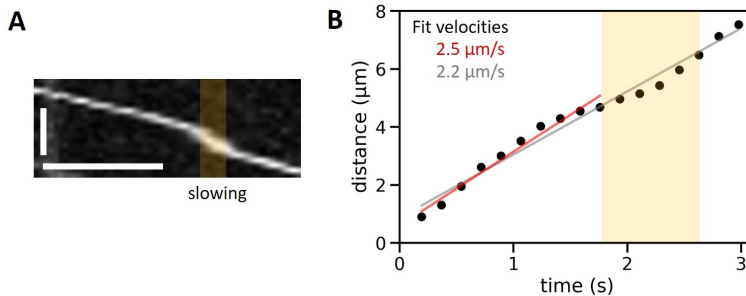 A
slowing
B
Fit velocities
2.5 µm/s
2.2 µm/s
distance (µm)
8
6
4
2
0
0 1 2 3
time (s)